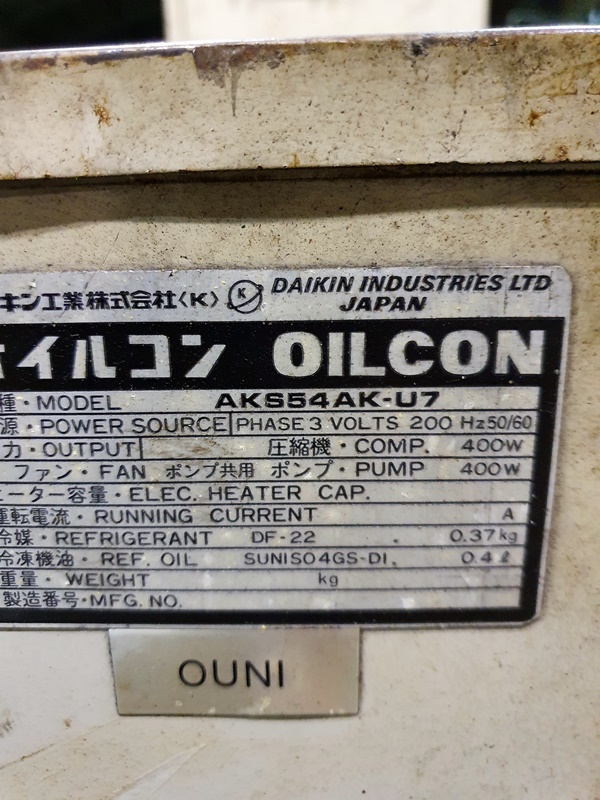 キン工業株式会社〈K〉 K DAIKIN INDUSTRIES LTD
JAPAN
オイルコン OILCON
種・MODEL AKS54AK-U7
源・POWER SOURCE PHASE 3 VOLTS 200 Hz 50/60
力・OUTPUT 圧縮機・COMP. 400W
ファン・FAN ポンプ共用 ポンプ・PUMP 400W
ヒーター容量・ELEC. HEATER CAP.
運転電流・RUNNING CURRENT A
冷媒・REFRIGERANT DF-22 . 0.37kg
冷凍機油・REF. OIL SUNISO4GS-DI. 0.4ℓ
重量・WEIGHT kg
製造番号・MFG. NO.
OUNI